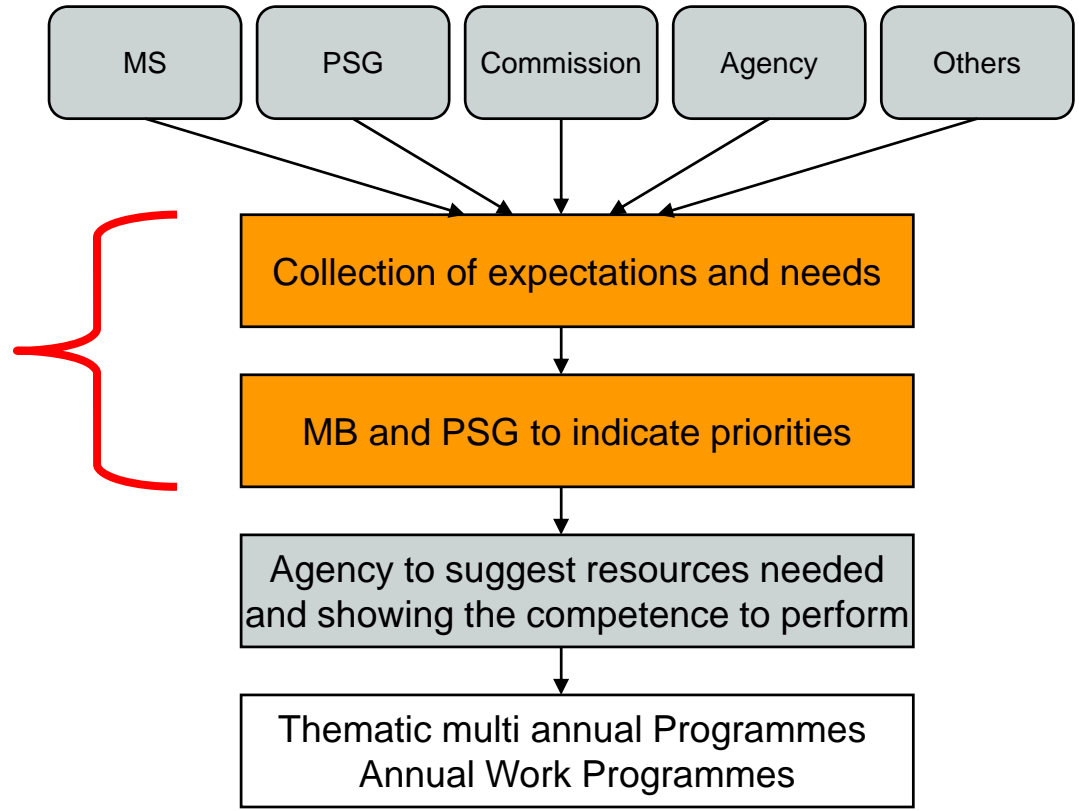 MS
PSG
Commission
Agency
Others
Collection of expectations and needs
MB and PSG to indicate priorities
Agency to suggest resources needed
and showing the competence to perform
Thematic multi annual Programmes
Annual Work Programmes